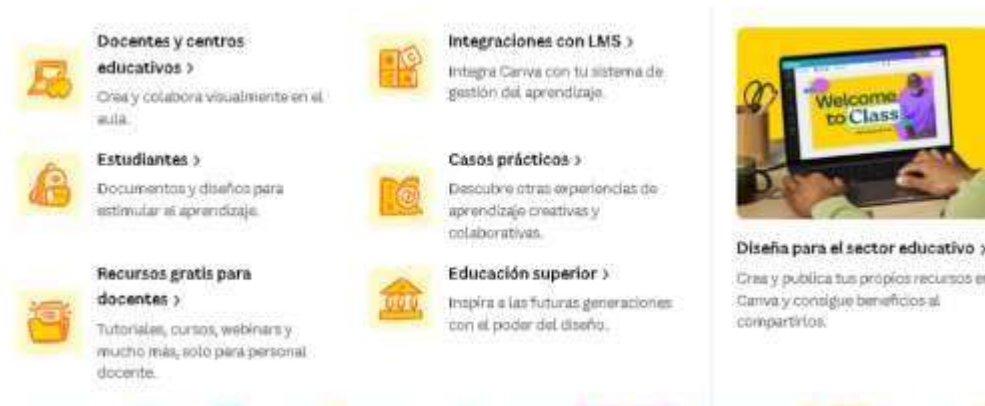 Docentes y centros
educativos >
Crea y colabora visualmente en el
aula.
Estudiantes >
Documentos y diseños para
estimular el aprendizaje.
Recursos gratis para
docentes >
Tutoriales, cursos, webinars y
mucho más, solo para personal
docente.
Integraciones con LMS >
Integra Canva con tu sistema de
gestión del aprendizaje.
Casos prácticos >
Descubre otras experiencias de
aprendizaje creativas y
colaborativas.
Educación superior >
Inspira a las futuras generaciones
con el poder del diseño.
Welcome
to Class
Diseña para el sector educativo >
Crea y publica tus propios recursos en
Canva y consigue beneficios al
compartirlos.